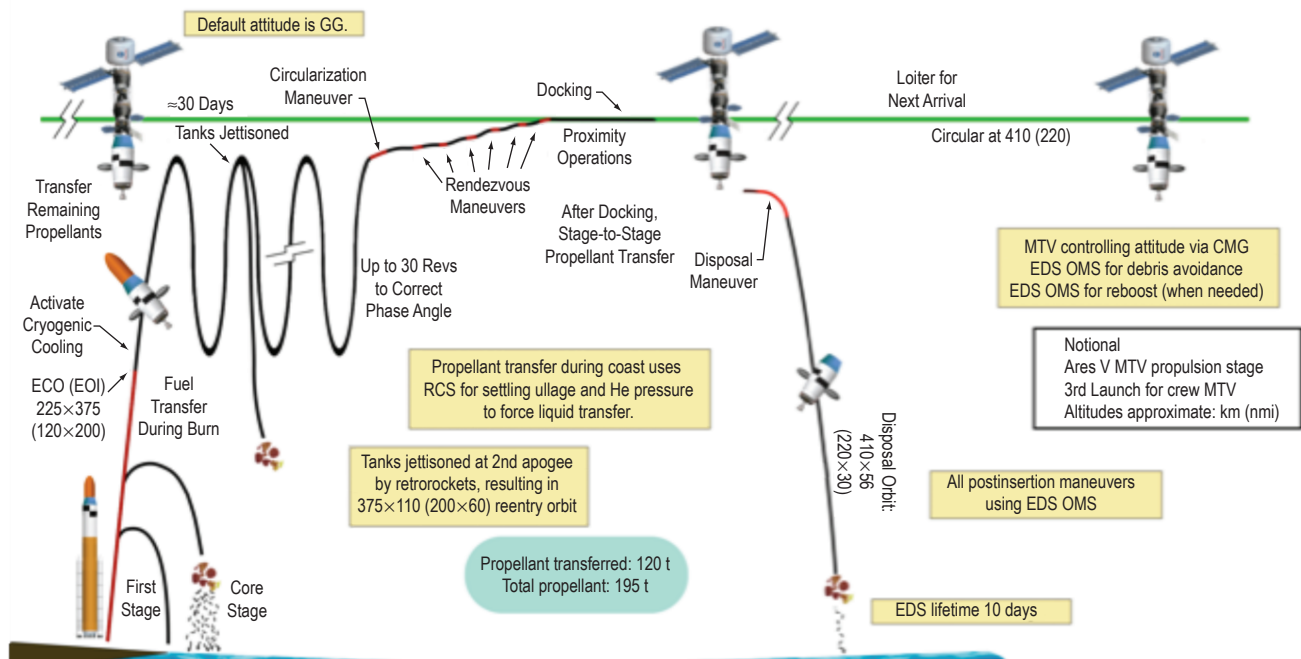 Default attitude is GG.
≈30 Days
Tanks Jettisoned
Circularization
Maneuver
Docking
Proximity
Operations
Rendezvous
Maneuvers
Loiter for
Next Arrival
Circular at 410 (220)
Transfer
Remaining
Propellants
After Docking,
Stage-to-Stage
Propellant Transfer
Disposal
Maneuver
Up to 30 Revs
to Correct
Phase Angle
MTV controlling attitude via CMG
EDS OMS for debris avoidance
EDS OMS for reboost (when needed)
Activate
Cryogenic
Cooling
ECO (EOI)
225×375
(120×200)
Fuel
Transfer
During Burn
Propellant transfer during coast uses
RCS for settling ullage and He pressure
to force liquid transfer.
Notional
Ares V MTV propulsion stage
3rd Launch for crew MTV
Altitudes approximate: km (nmi)
Tanks jettisoned at 2nd apogee
by retrorockets, resulting in
375×110 (200×60) reentry orbit
Disposal Orbit:
410×56
(220×30)
All postinsertion maneuvers
using EDS OMS
Propellant transferred: 120 t
Total propellant: 195 t
First
Stage
Core
Stage
EDS lifetime 10 days